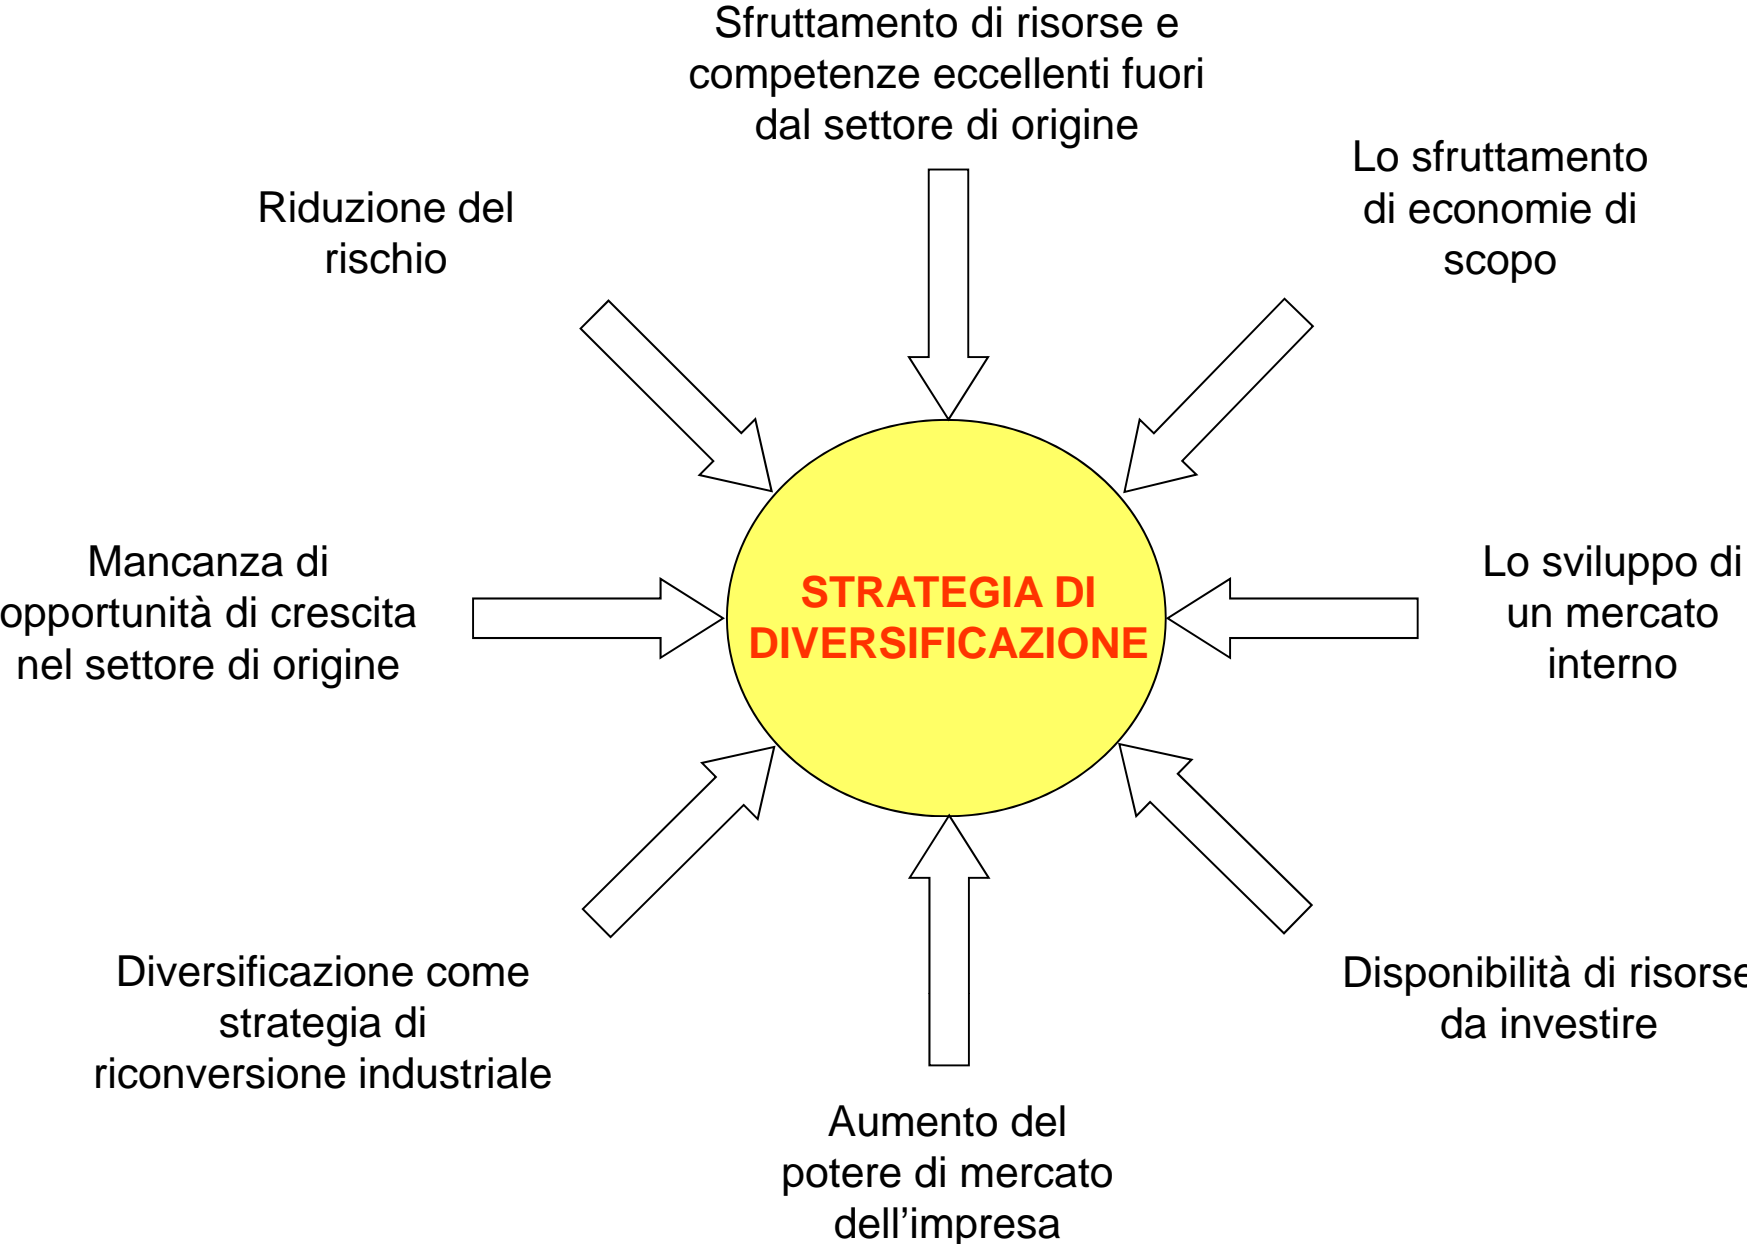 Sfruttamento di risorse e
competenze eccellenti fuori
dal settore di origine
Lo sfruttamento
di economie di
scopo
Riduzione del
rischio
Mancanza di
opportunità di crescita
nel settore di origine
STRATEGIA DI
DIVERSIFICAZIONE
Lo sviluppo di
un mercato
interno
Diversificazione come
strategia di
riconversione industriale
Disponibilità di risorse
da investire
Aumento del
potere di mercato
dell’impresa